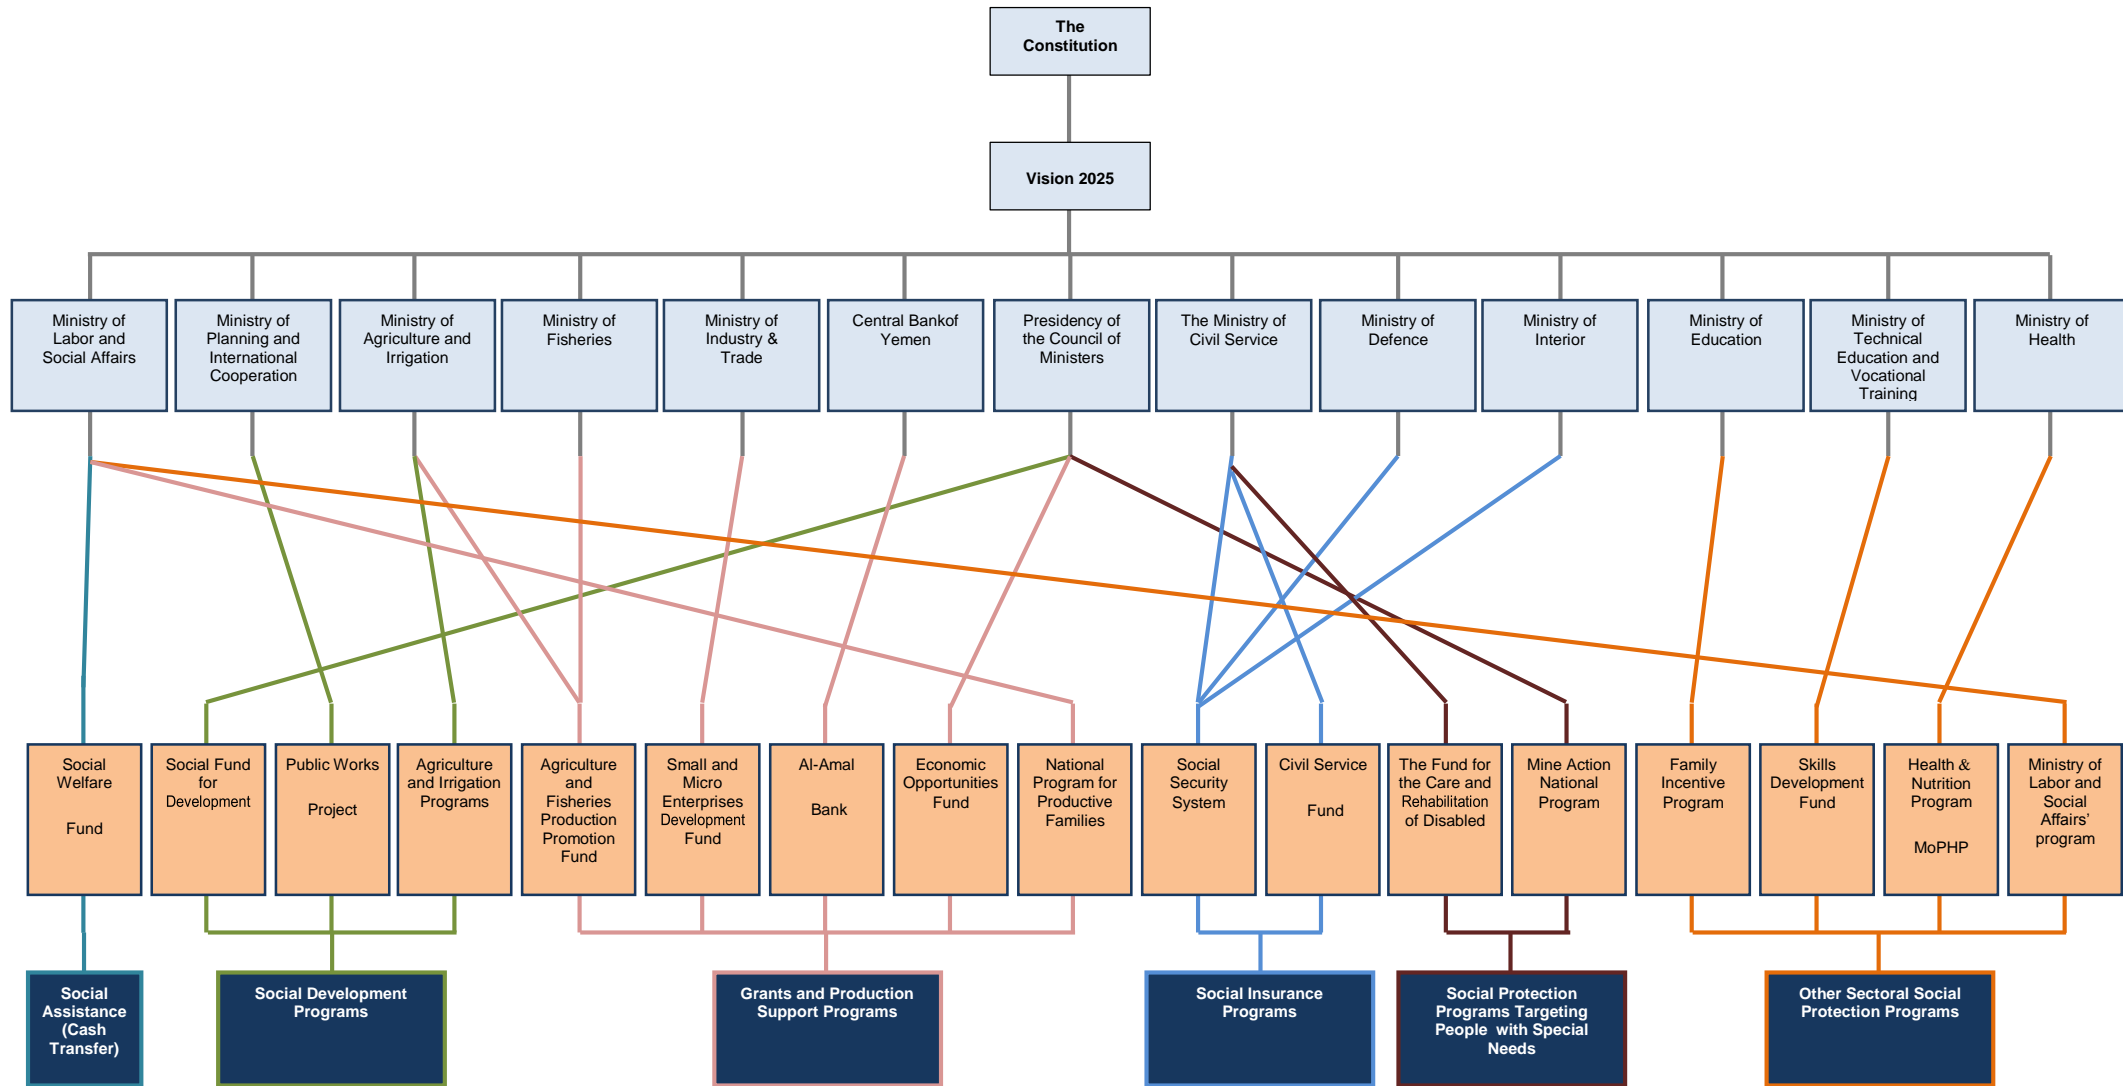 The
Constitution
Vision 2025
Ministry of
Labor and
Social Affairs
Ministry of
Planning and
International
Cooperation
Ministry of
Agriculture and
Irrigation
Ministry of
Fisheries
Ministry of
Industry &
Trade
Central Bankof
Yemen
Presidency of
the Council of
Ministers
The Ministry of
Civil Service
Ministry of
Defence
Ministry of
Interior
Ministry of
Education
Ministry of
Technical
Education and
Vocational
Training
Ministry of
Health
Social
Welfare
Fund
Social Fund
for
Development
Public Works
Project
Agriculture
and Irrigation
Programs
Agriculture
and
Fisheries
Production
Promotion
Fund
Small and
Micro
Enterprises
Development
Fund
Al-Amal
Bank
Economic
Opportunities
Fund
National
Program for
Productive
Families
Social
Security
System
Civil Service
Fund
The Fund for
the Care and
Rehabilitation
of Disabled
Mine Action
National
Program
Family
Incentive
Program
Skills
Development
Fund
Health &
Nutrition
Program
MoPHP
Ministry of
Labor and
Social
Affairs’
program
Social
Assistance
(Cash
Transfer)
Social Development
Programs
Grants and Production
Support Programs
Social Insurance
Programs
Social Protection
Programs Targeting
People with Special
Needs
Other Sectoral Social
Protection Programs